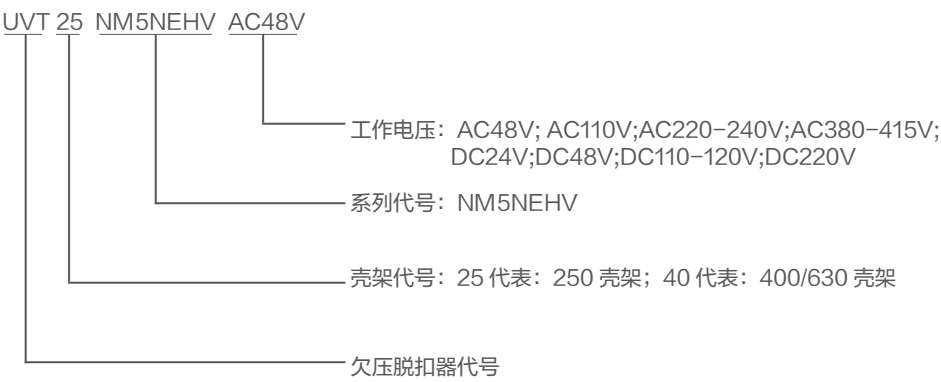 UVT 25 NM5NEHV AC48V
工作电压：AC48V; AC110V;AC220-240V;AC380-415V;
DC24V;DC48V;DC110-120V;DC220V
系列代号：NM5NEHV
壳架代号：25 代表：250 壳架；40 代表：400/630 壳架
欠压脱扣器代号